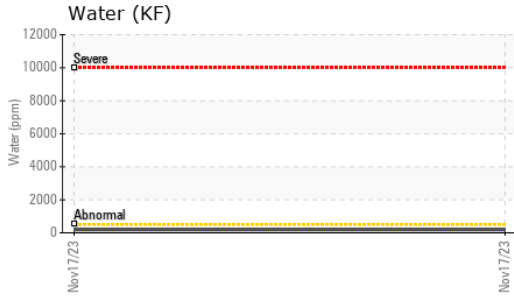 Water (KF)
12000
Severe
10000
8000
6000
4000
2000
Abnormal
0
Water (ppm)
Nov17/23
Nov17/23